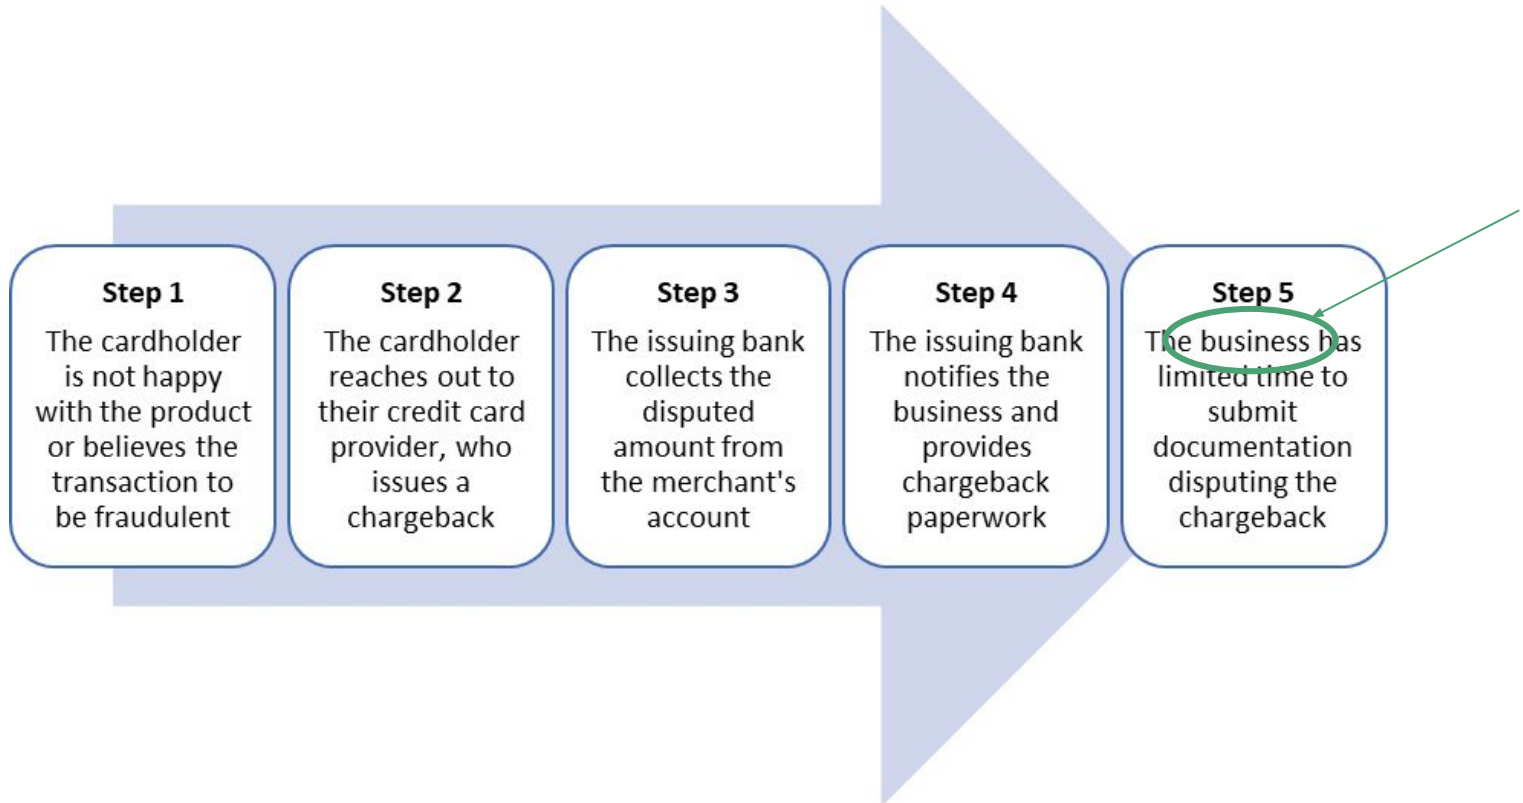 Step 1
The cardholder
is not happy
with the product
or believes the
transaction to
be fraudulent
Step 2
The cardholder
reaches out to
their credit card
provider, who
issues a
chargeback
Step 3
The issuing bank
collects the
disputed
amount from
the merchant's
account
Step 4
The issuing bank
notifies the
business and
provides
chargeback
paperwork
Step 5
The business has
limited time to
submit
documentation
disputing the
chargeback